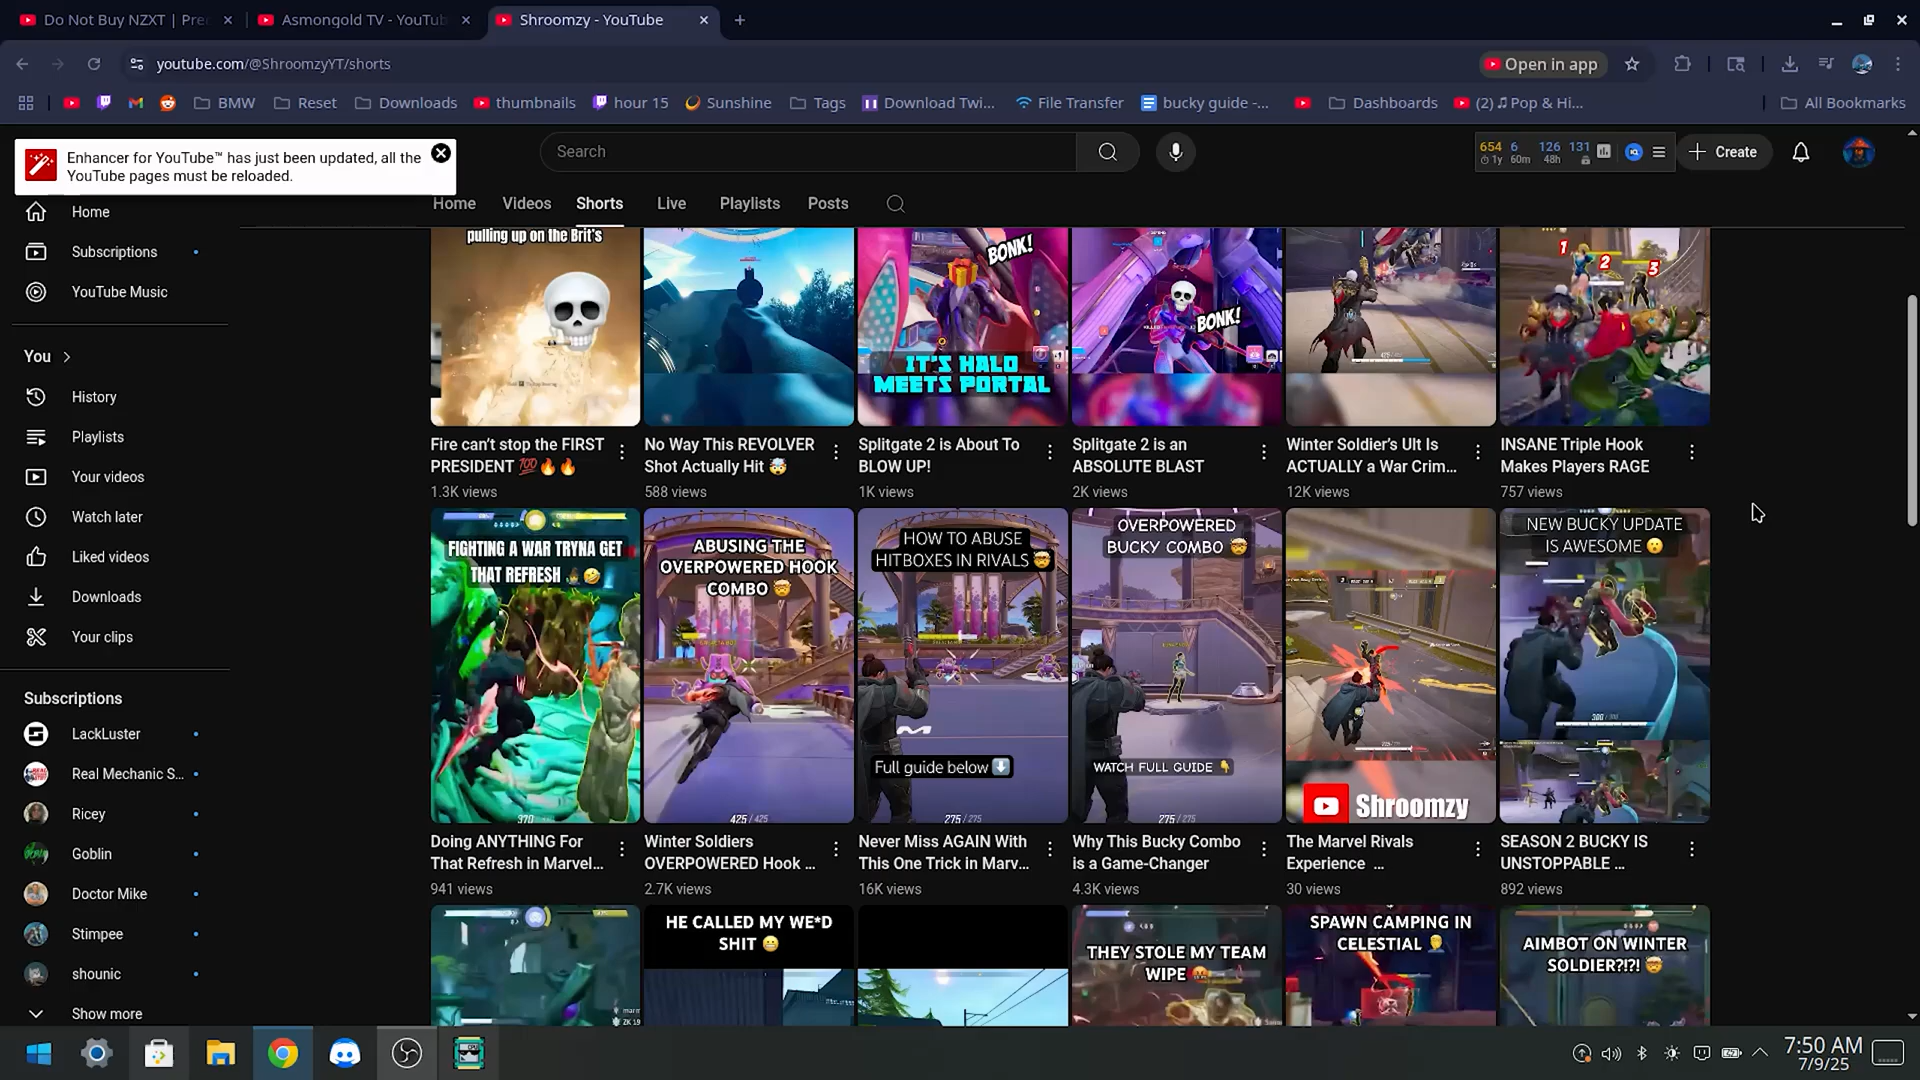 Do Not Buy NZXT | Pre
Asmongold TV - YouTub
Shroomzy - YouTube
youtube.com/@ShroomzyYT/shorts
Open in app
BMW
Reset
Downloads
thumbnails
hour 15
Sunshine
Tags
Download Twi...
File Transfer
bucky guide -...
Dashboards
(2) ♫ Pop & Hi...
All Bookmarks
Enhancer for YouTube™ has just been updated, all the
YouTube pages must be reloaded.
Search
654 6 126 131
1y 60m 48h
Create
Home
Videos
Shorts
Live
Playlists
Posts
Home
Subscriptions
YouTube Music
You
History
Playlists
Your videos
Watch later
Liked videos
Downloads
Your clips
Subscriptions
LackLuster
Real Mechanic S...
Ricey
Goblin
Doctor Mike
Stimpee
shounic
Show more
pulling up on the Brit's
BONK!
IT'S HALO
MEETS PORTAL
BONK!
1
2
3
Fire can't stop the FIRST
PRESIDENT 💯🔥🔥
1.3K views
No Way This REVOLVER
Shot Actually Hit 🤯
588 views
Splitgate 2 is About To
BLOW UP!
1K views
Splitgate 2 is an
ABSOLUTE BLAST
2K views
Winter Soldier's Ult Is
ACTUALLY a War Crim...
12K views
INSANE Triple Hook
Makes Players RAGE
757 views
FIGHTING A WAR TRYNA GET
THAT REFRESH
370
ABUSING THE
OVERPOWERED HOOK
COMBO 🤯
425 / 425
HOW TO ABUSE
HITBOXES IN RIVALS 🤯
Full guide below ⬇️
275 / 275
OVERPOWERED
BUCKY COMBO 🤯
WATCH FULL GUIDE 👇
275 / 275
Shroomzy
NEW BUCKY UPDATE
IS AWESOME 😮
Doing ANYTHING For
That Refresh in Marvel...
941 views
Winter Soldiers
OVERPOWERED Hook ...
2.7K views
Never Miss AGAIN With
This One Trick in Marv...
16K views
Why This Bucky Combo
is a Game-Changer
4.3K views
The Marvel Rivals
Experience ...
30 views
SEASON 2 BUCKY IS
UNSTOPPABLE ...
892 views
HE CALLED MY WE*D
SHIT 😬
THEY STOLE MY TEAM
WIPE 🤬
SPAWN CAMPING IN
CELESTIAL
AIMBOT ON WINTER
SOLDIER?!?! 🤯
7:50 AM
7/9/25